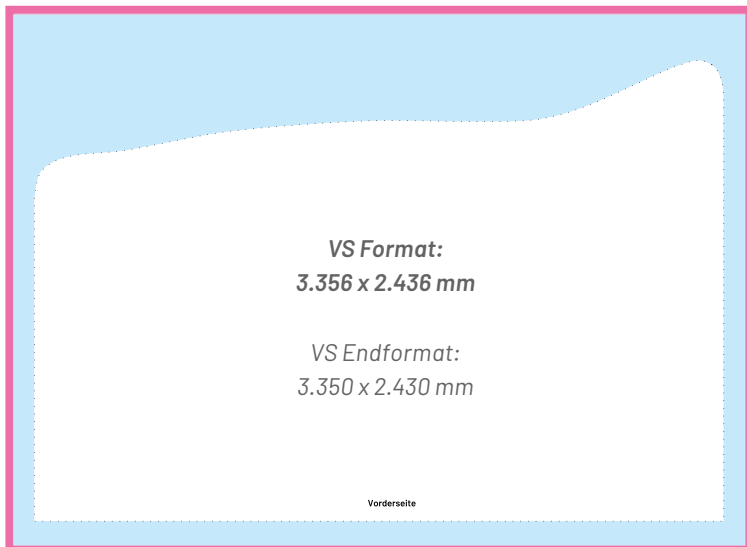 VS Format:
3.356 x 2.436 mm
VS Endformat:
3.350 x 2.430 mm
Vorderseite